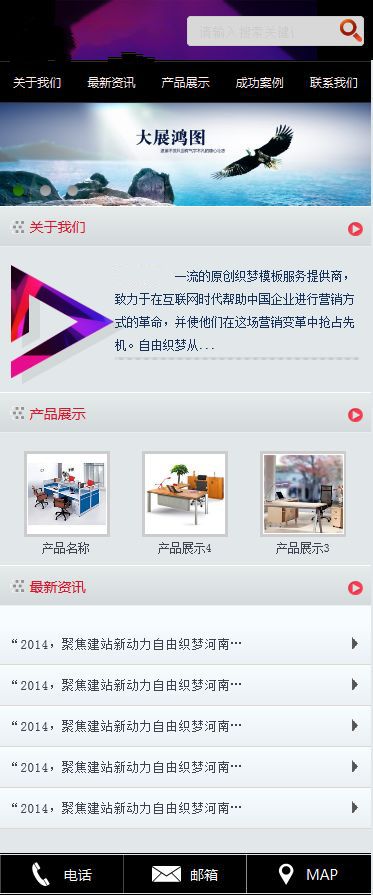 请输入搜索关键
关于我们 最新资讯 产品展示 成功案例 联系我们
大展鸿图
关于我们
一流的原创织梦模板服务提供商，
致力于在互联网时代帮助中国企业进行营销方
式的革命，并使他们在这场营销变革中抢占先
机。自由织梦从...
产品展示
产品名称 产品展示4 产品展示3
最新资讯
“2014，聚焦建站新动力自由织梦河南…
“2014，聚焦建站新动力自由织梦河南…
“2014，聚焦建站新动力自由织梦河南…
“2014，聚焦建站新动力自由织梦河南…
“2014，聚焦建站新动力自由织梦河南…
电话 邮箱 MAP